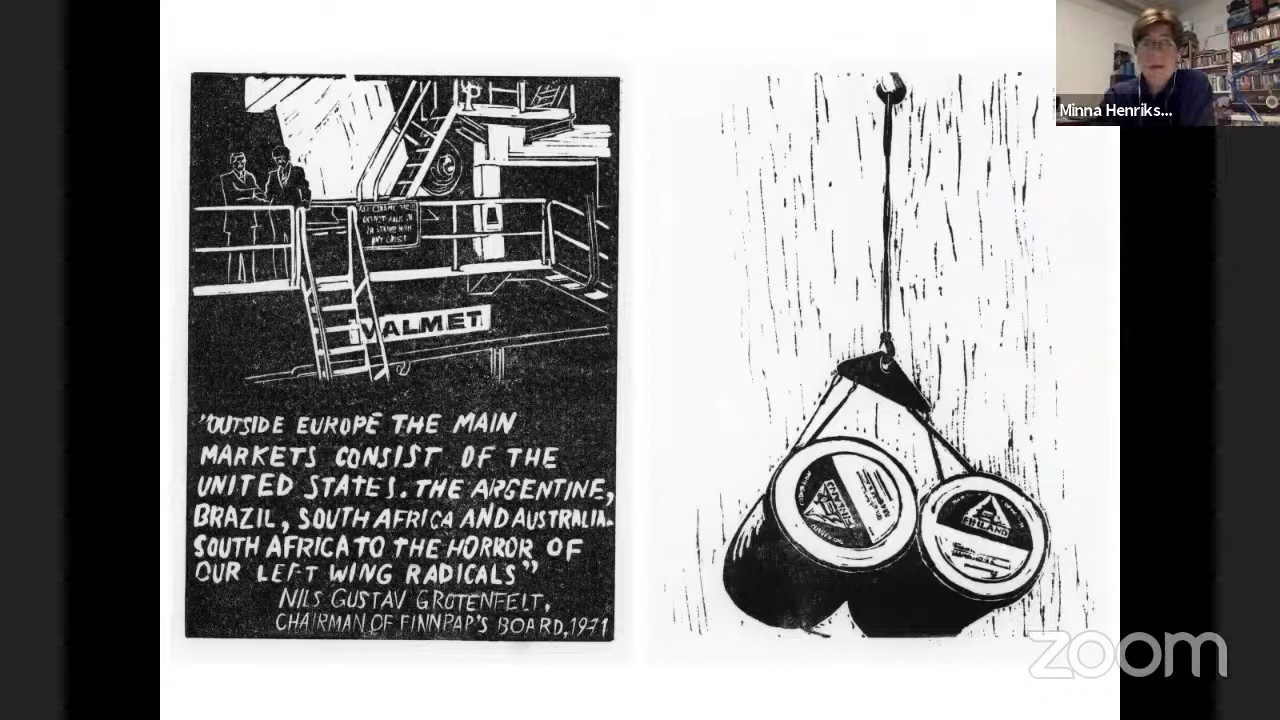 Minna Henriks...
VALMET
"OUTSIDE EUROPE THE MAIN
MARKETS CONSIST OF THE
UNITED STATES. THE ARGENTINE,
BRAZIL, SOUTH AFRICA AND AUSTRALIA.
SOUTH AFRICA TO THE HORROR OF
OUR LEFT WING RADICALS"
NILS GUSTAV GROTENFELT,
CHAIRMAN OF FINNPAP'S BOARD, 1971
FINLAND
zoom